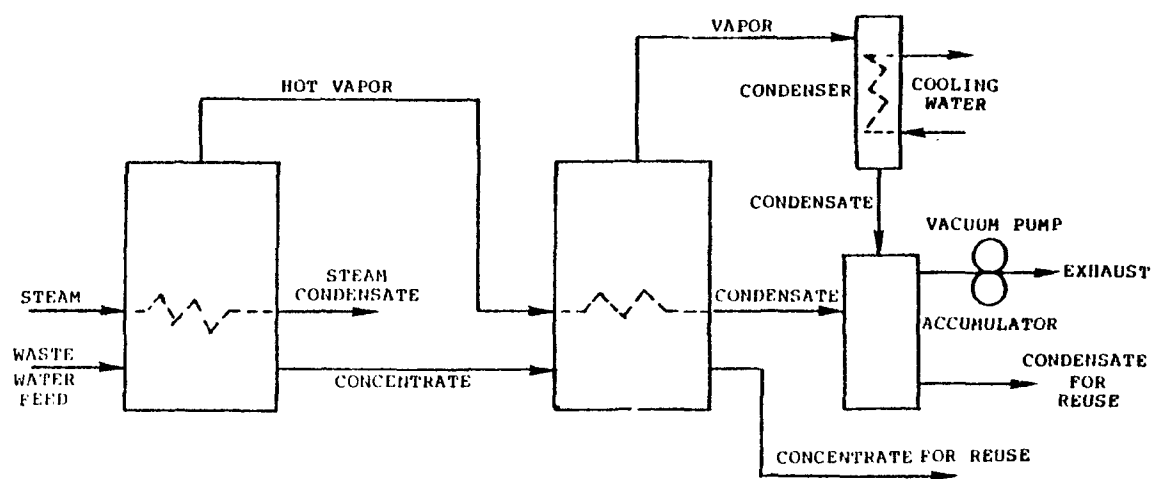 VAPOR
HOT VAPOR
CONDENSER
COOLING
WATER
CONDENSATE
VACUUM PUMP
EXHAUST
STEAM
STEAM
CONDENSATE
CONDENSATE
ACCUMULATOR
WASTE
WATER
FEED
CONCENTRATE
CONDENSATE
FOR
REUSE
CONCENTRATE FOR REUSE